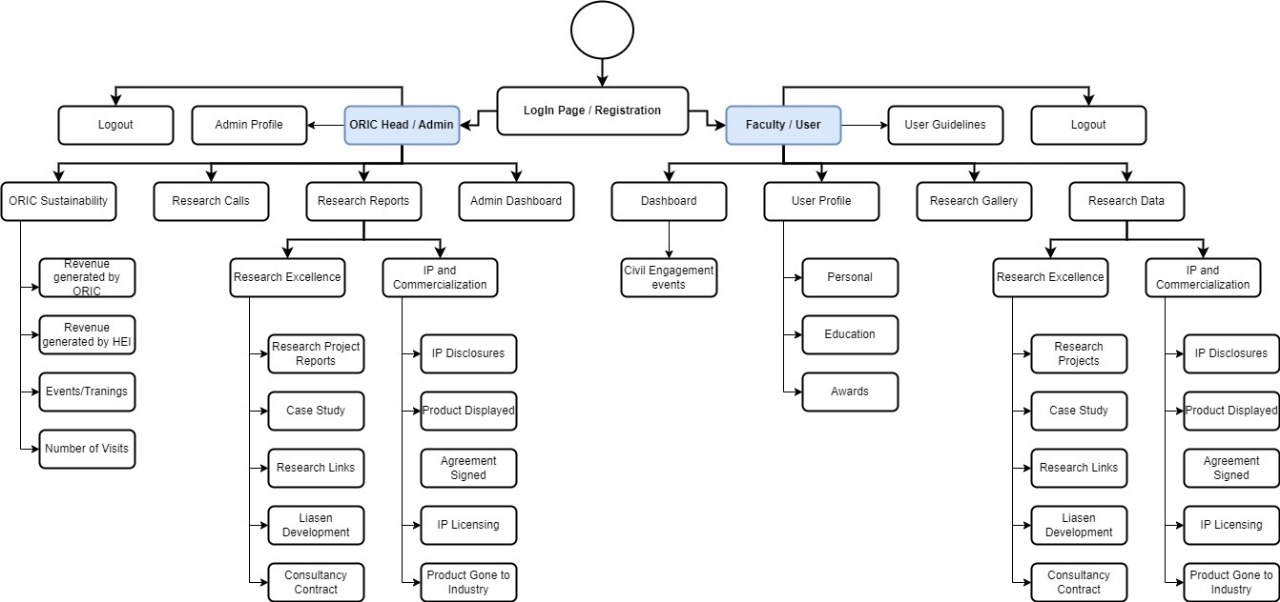 LogIn Page / Registration
Logout
Admin Profile
ORIC Head / Admin
Faculty / User
User Guidelines
Logout
ORIC Sustainability
Research Calls
Research Reports
Admin Dashboard
Dashboard
User Profile
Research Gallery
Research Data
Revenue
generated by
ORIC
Revenue
generated by HEI
Events/Tranings
Number of Visits
Research Excellence
Research Project
Reports
Case Study
Research Links
Liasen
Development
Consultancy
Contract
IP and
Commercialization
IP Disclosures
Product Displayed
Agreement
Signed
IP Licensing
Product Gone to
Industry
Civil Engagement
events
Personal
Education
Awards
Research Excellence
Research
Projects
Case Study
Research Links
Liasen
Development
Consultancy
Contract
IP and
Commercialization
IP Disclosures
Product Displayed
Agreement
Signed
IP Licensing
Product Gone to
Industry